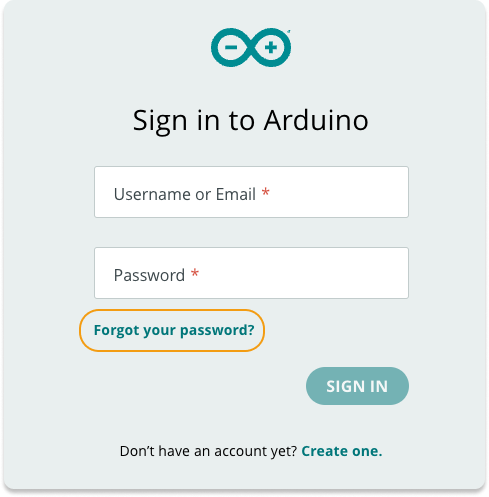 Sign in to Arduino
Username or Email *
Password *
Forgot your password?
SIGN IN
Don’t have an account yet? Create one.